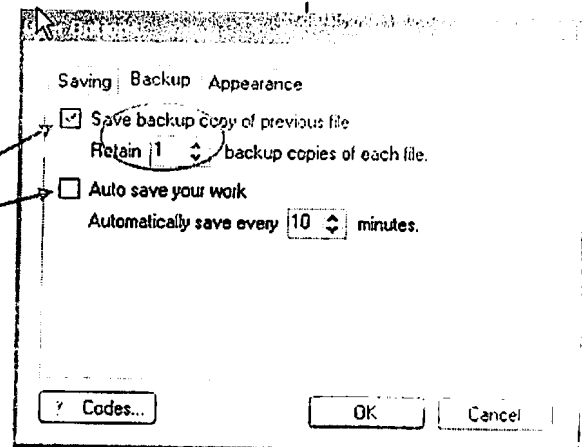 Saving Backup Appearance
Save backup copy of previous file
Retain 1 backup copies of each file.
Auto save your work
Automatically save every 10 minutes.
? Codes... OK Cancel